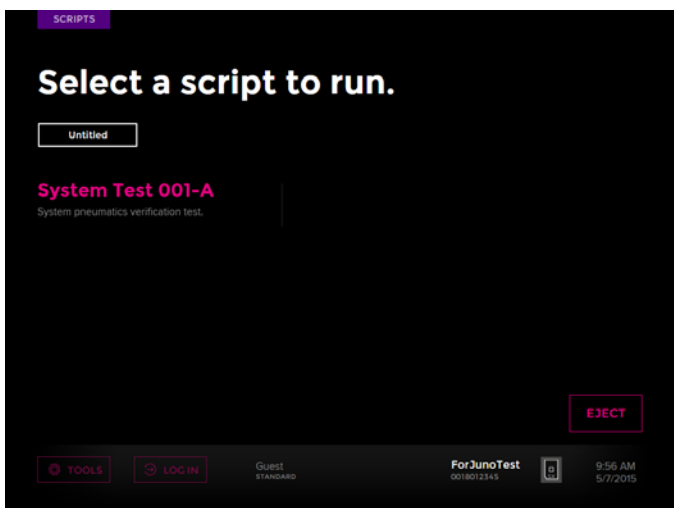 SCRIPTS
Select a script to run.
Untitled
System Test 001-A
System pneumatics verification test.
EJECT
TOOLS
LOG IN
Guest
STANDARD
ForJunoTest
0018012345
9:56 AM
5/7/2015